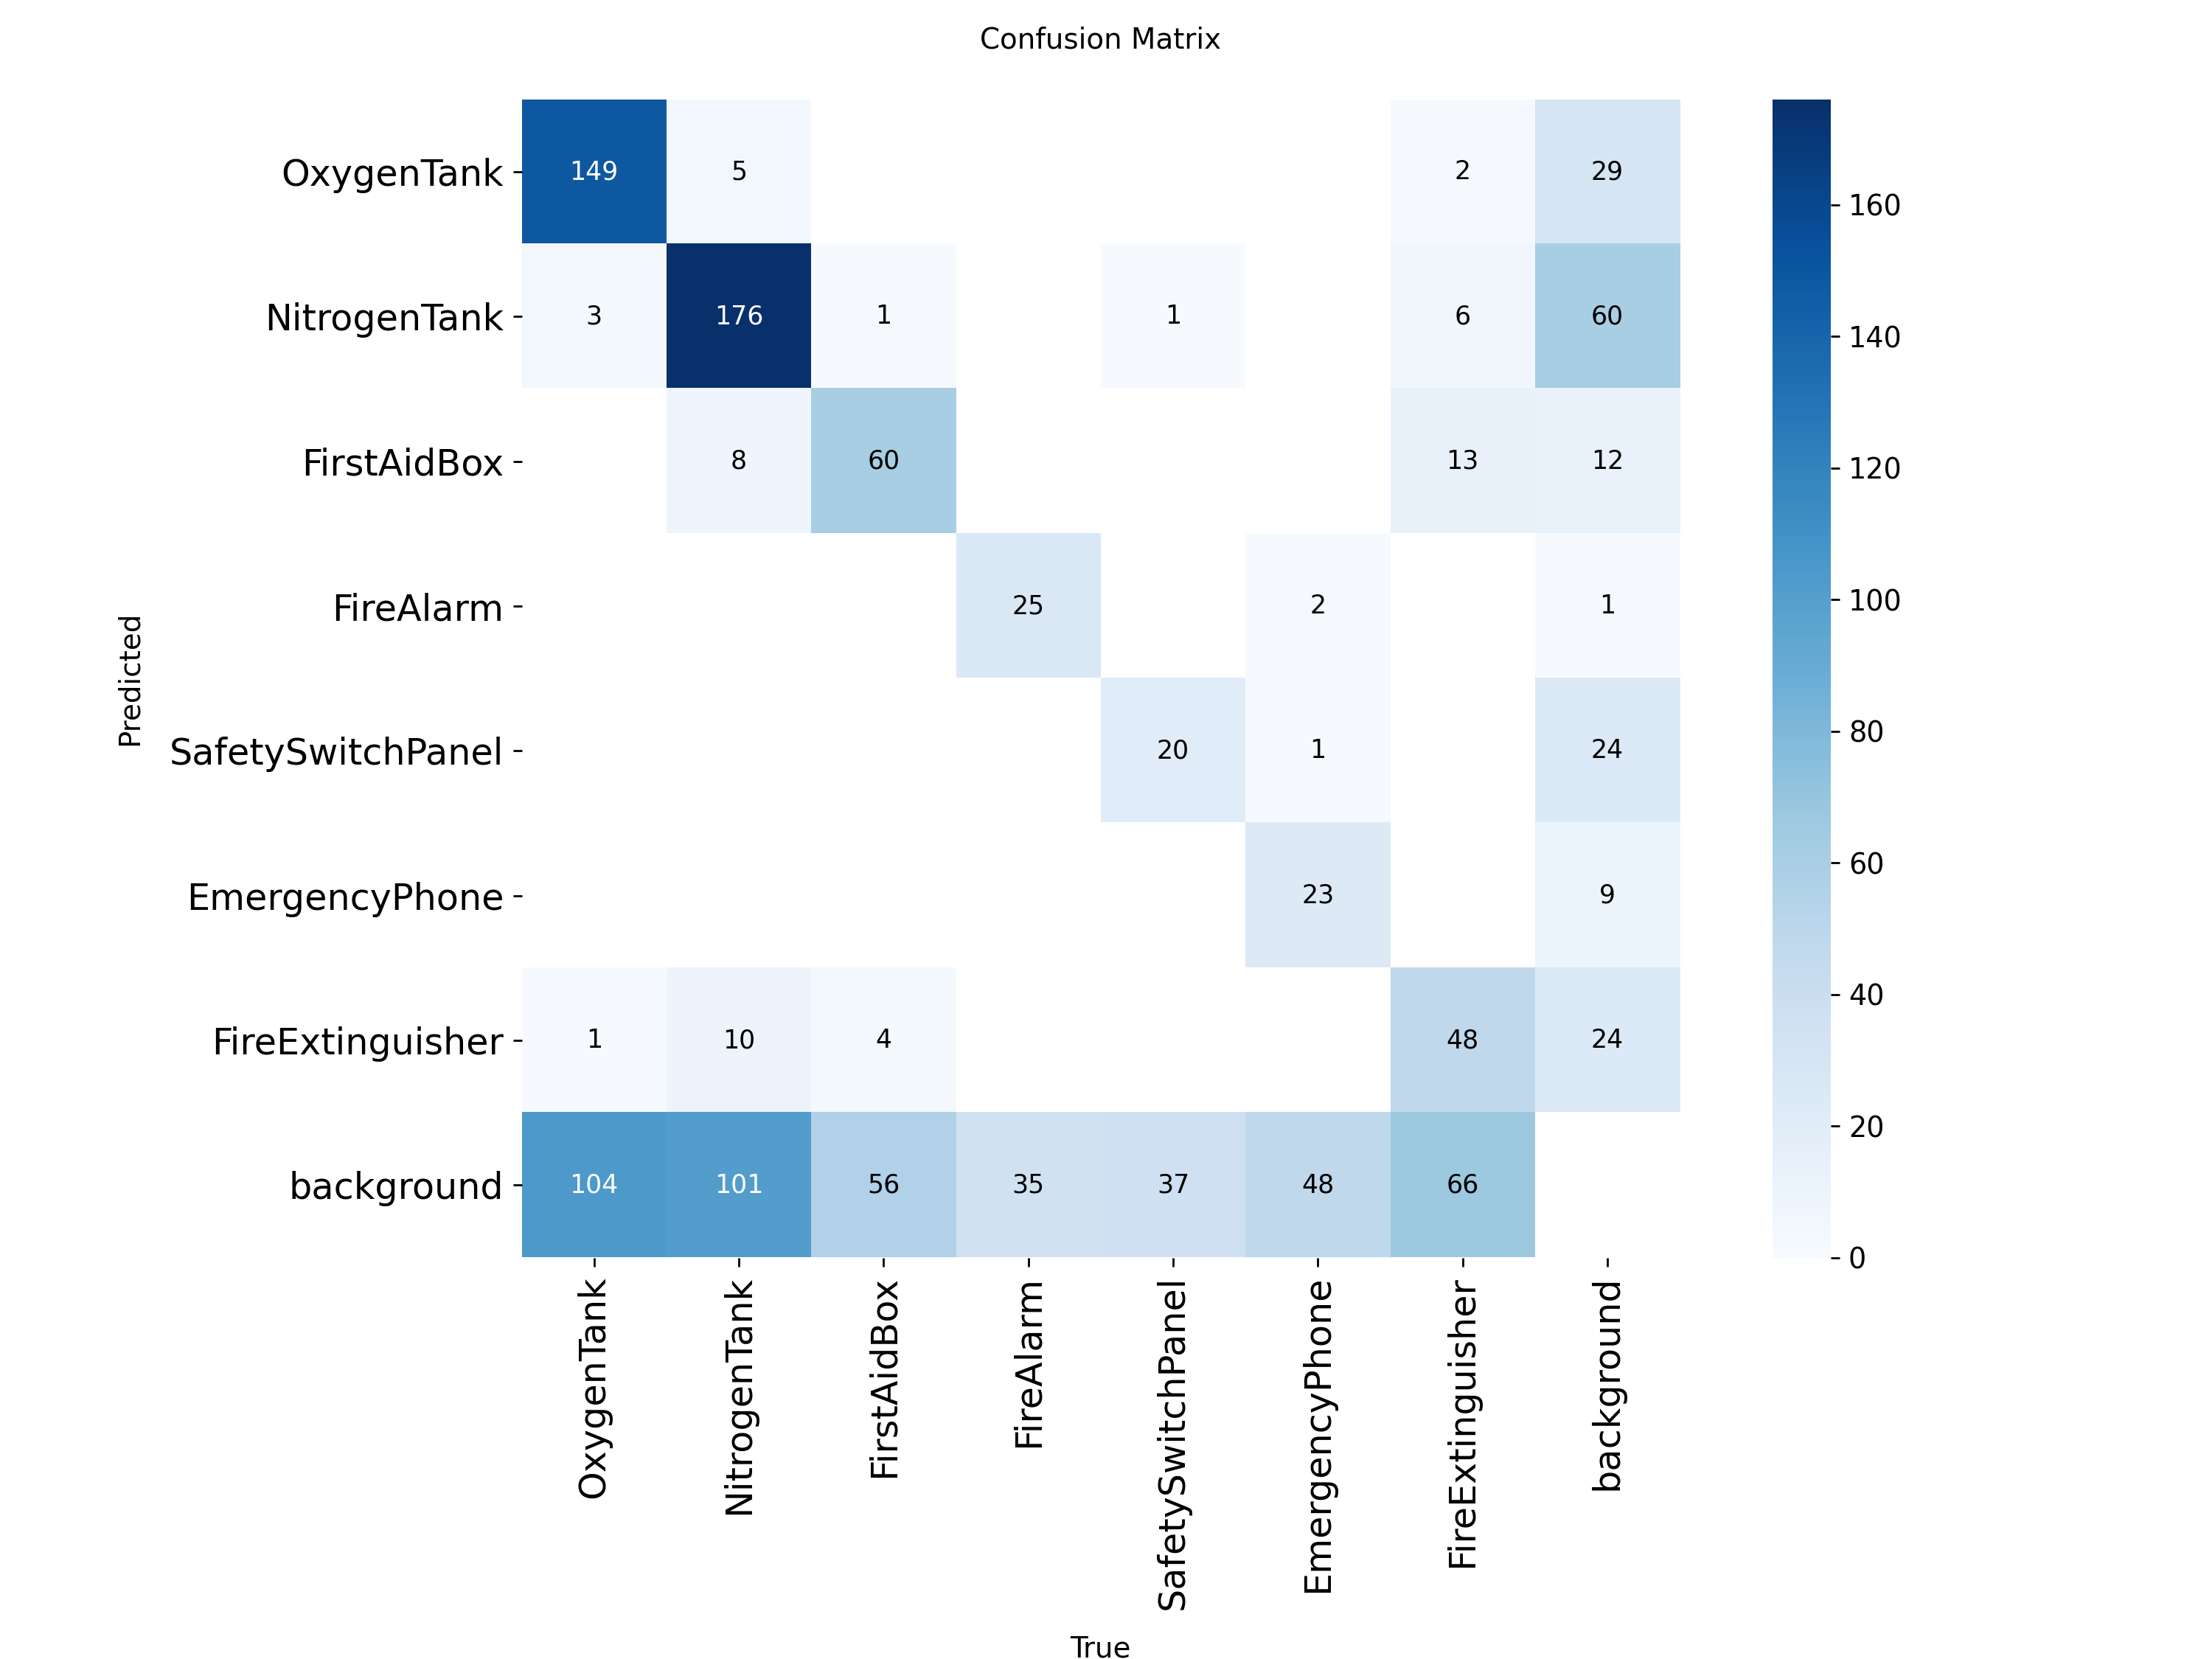 Confusion Matrix
OxygenTank 149 5 2 29
NitrogenTank 3 176 1 1 6 60
FirstAidBox 8 60 13 12
FireAlarm 25 2 1
SafetySwitchPanel 20 1 24
EmergencyPhone 23 9
FireExtinguisher 1 10 4 48 24
background 104 101 56 35 37 48 66
Predicted
OxygenTank
NitrogenTank
FirstAidBox
FireAlarm
SafetySwitchPanel
EmergencyPhone
FireExtinguisher
background
True
160
140
120
100
80
60
40
20
0